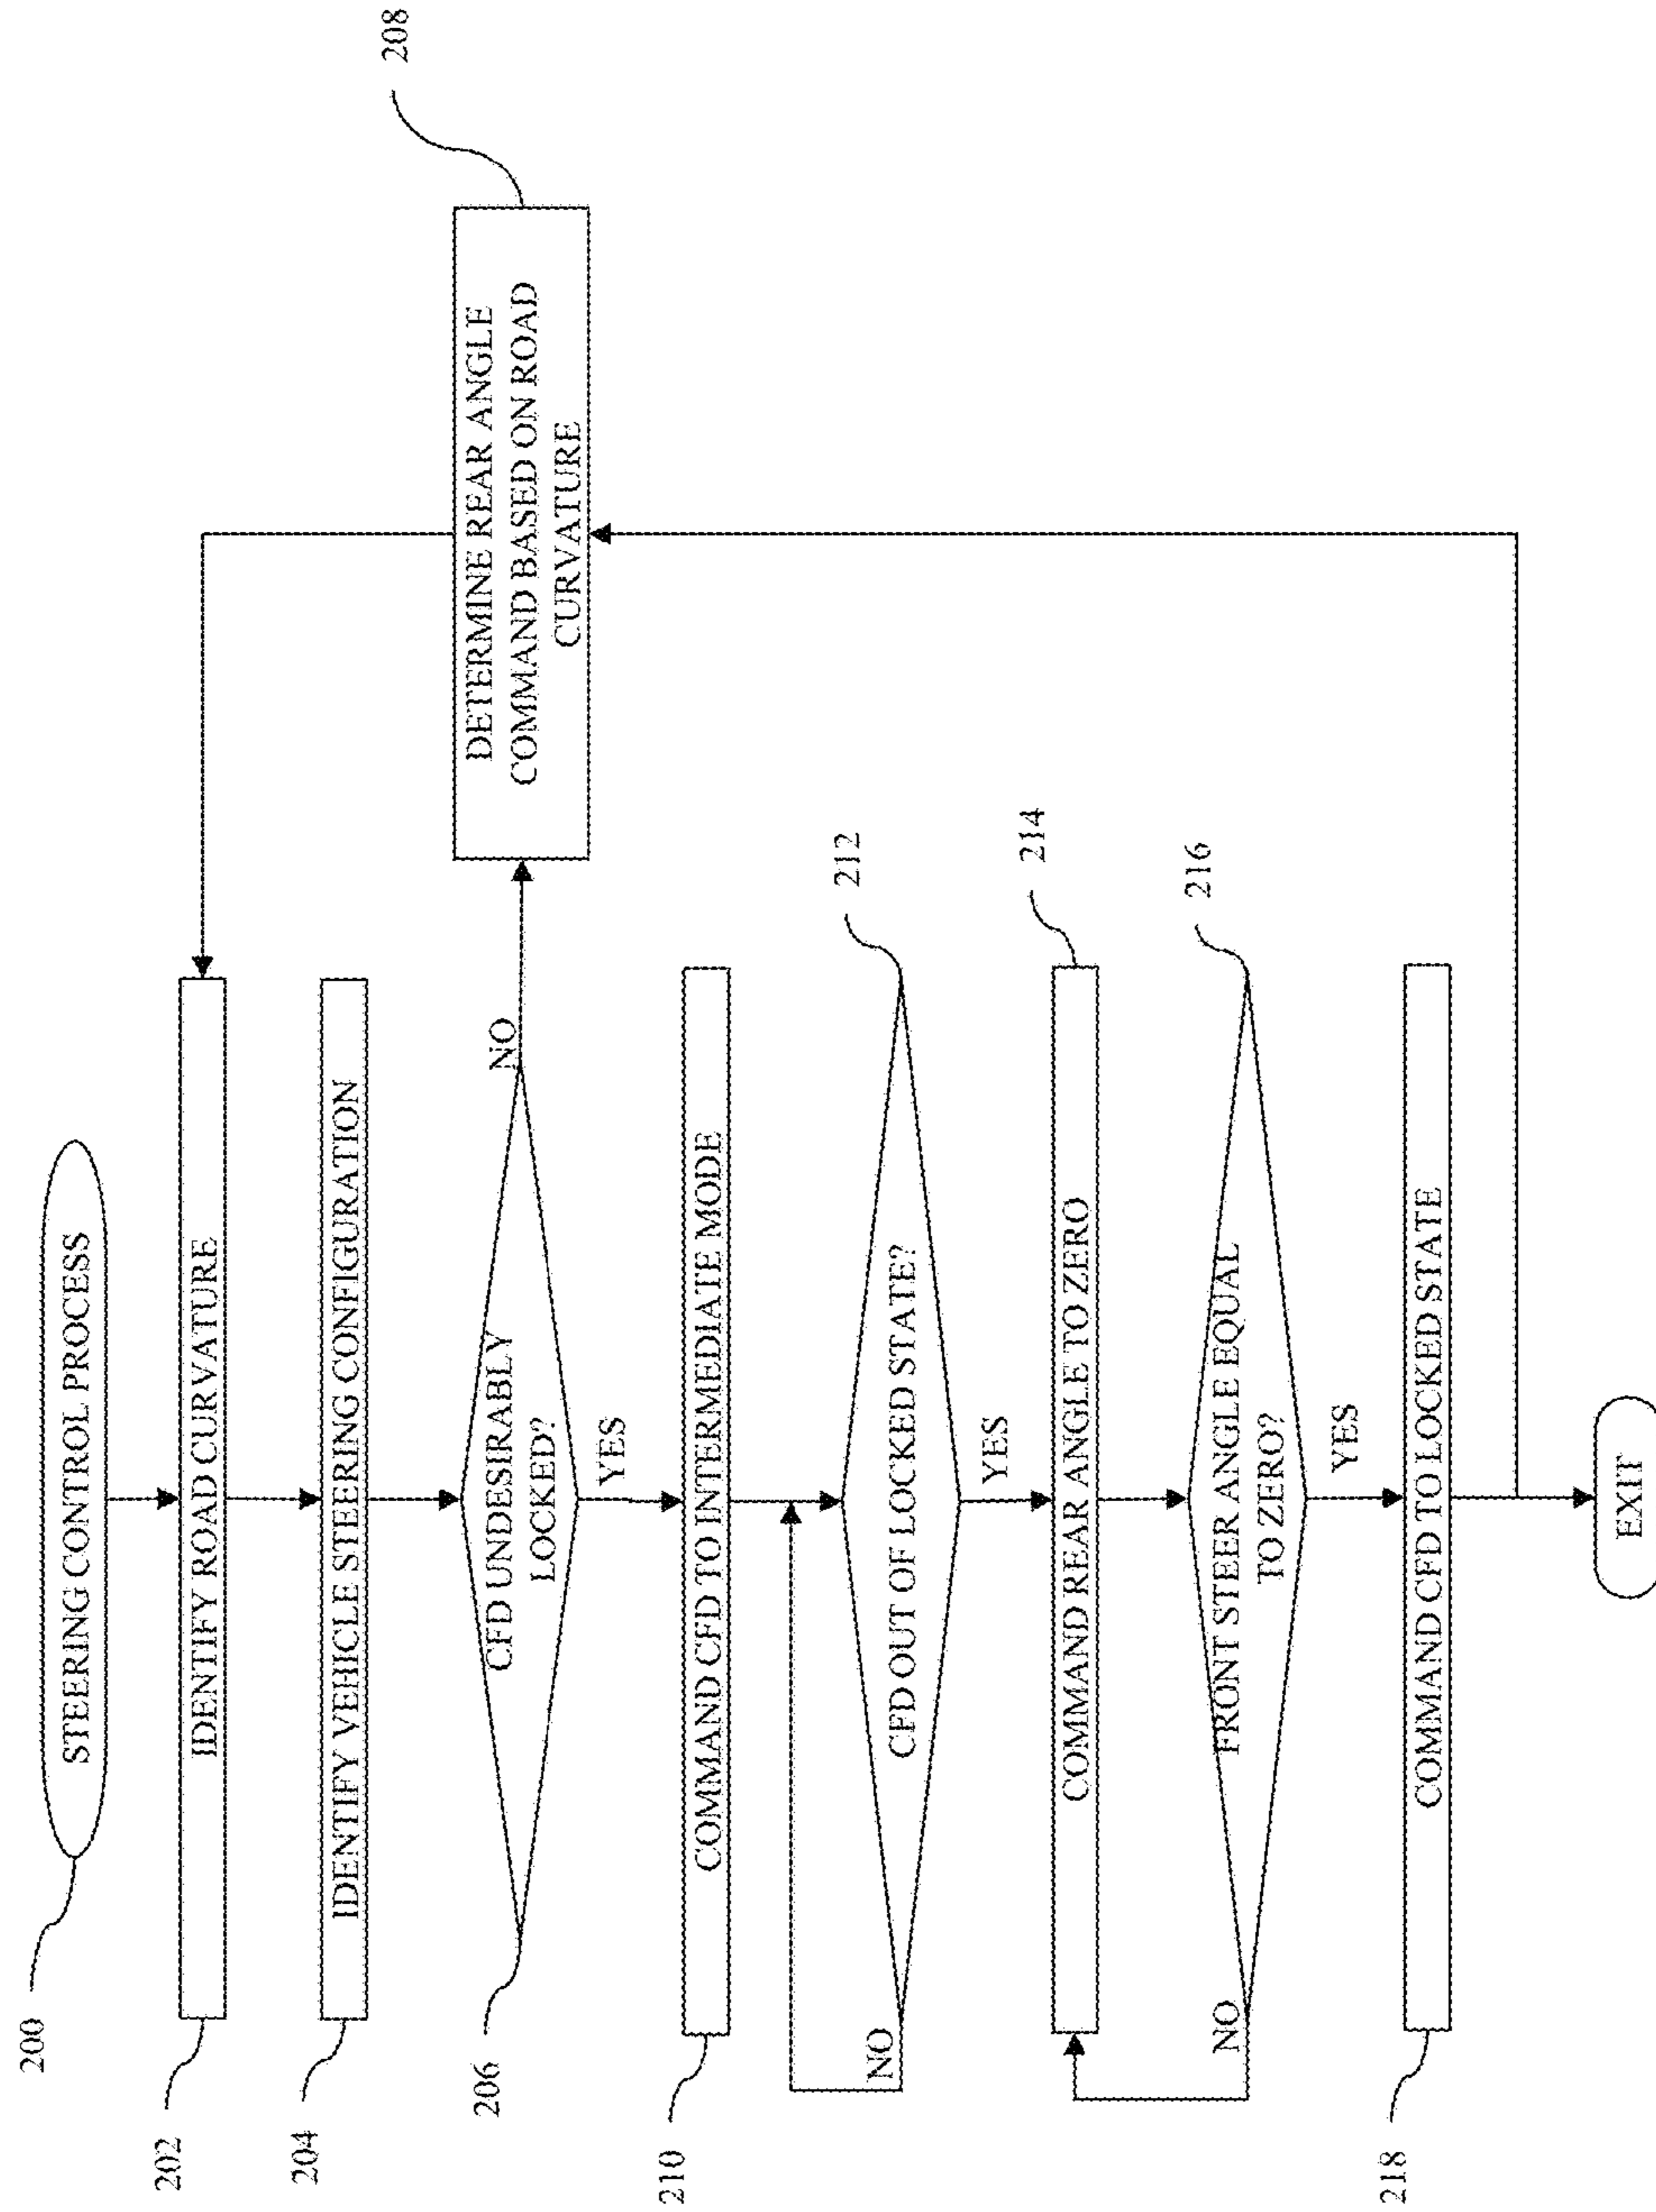 200
STEERING CONTROL PROCESS
202
IDENTIFY ROAD CURVATURE
204
IDENTIFY VEHICLE STEERING CONFIGURATION
206
CFD UNDESIRABLY
LOCKED?
NO
YES
DETERMINE REAR ANGLE
COMMAND BASED ON ROAD
CURVATURE
208
210
COMMAND CFD TO INTERMEDIATE MODE
212
CFD OUT OF LOCKED STATE?
NO
YES
214
COMMAND REAR ANGLE TO ZERO
216
FRONT STEER ANGLE EQUAL
TO ZERO?
NO
YES
218
COMMAND CFD TO LOCKED STATE
EXIT